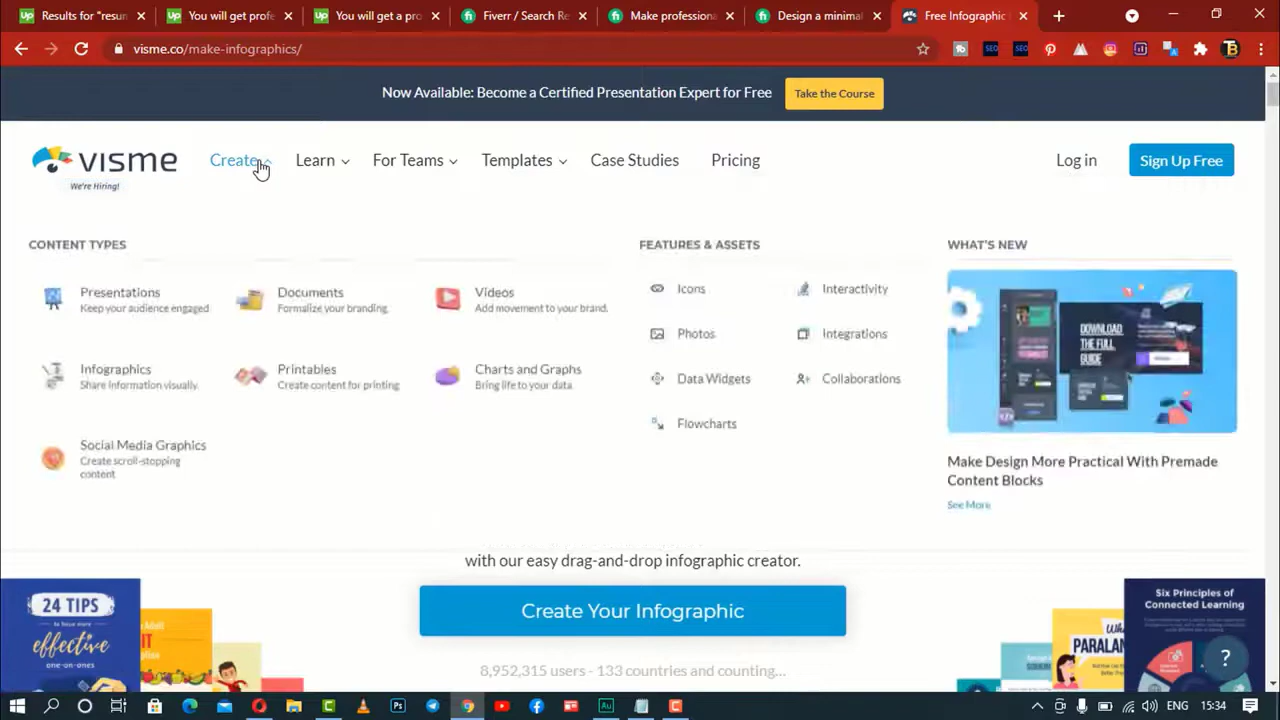 Results for "resun
You will get profe
You will get a pro
Fiverr / Search Re
Make professiona
Design a minimal
Free Infographic
visme.co/make-infographics/
Now Available: Become a Certified Presentation Expert for Free
Take the Course
visme
We're Hiring!
Create
Learn
For Teams
Templates
Case Studies
Pricing
Log in
Sign Up Free
CONTENT TYPES
Presentations
Keep your audience engaged
Documents
Formalize your branding.
Videos
Add movement to your brand.
Infographics
Share information visually.
Printables
Create content for printing
Charts and Graphs
Bring life to your data.
Social Media Graphics
Create scroll-stopping
content
FEATURES & ASSETS
Icons
Interactivity
Photos
Integrations
Data Widgets
Collaborations
Flowcharts
WHAT'S NEW
DOWNLOAD
THE FULL
GUIDE
Make Design More Practical With Premade
Content Blocks
See More
with our easy drag-and-drop infographic creator.
Create Your Infographic
8,952,315 users - 133 countries and counting...
24 TIPS
effective
one-on-ones
Six Principles of
Connected Learning
PARALAN
?
ENG
15:34